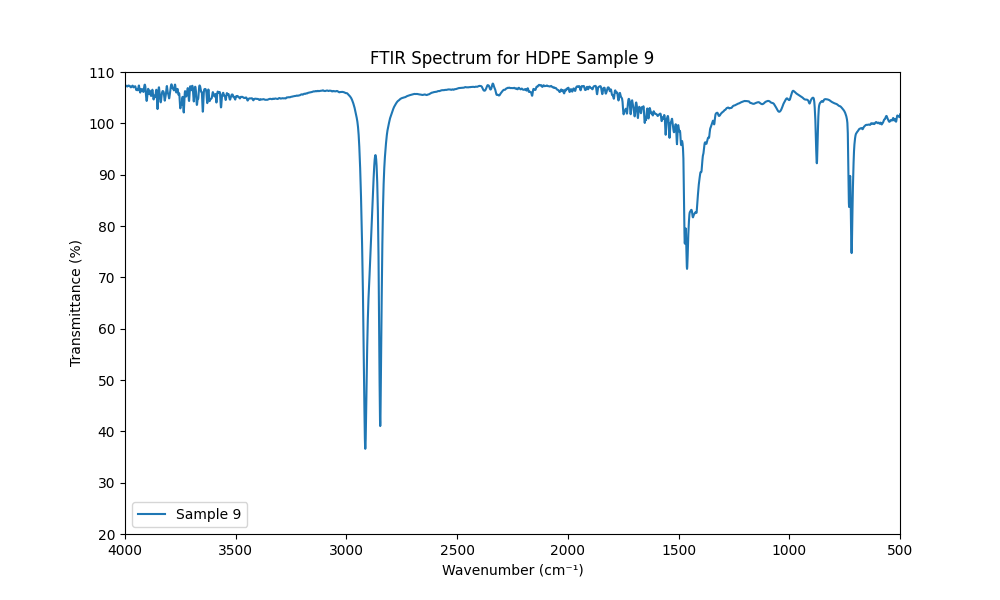 FTIR Spectrum for HDPE Sample 9
110
100
90
80
70
60
50
40
30
20
Transmittance (%)
Sample 9
4000 3500 3000 2500 2000 1500 1000 500
Wavenumber (cm⁻¹)